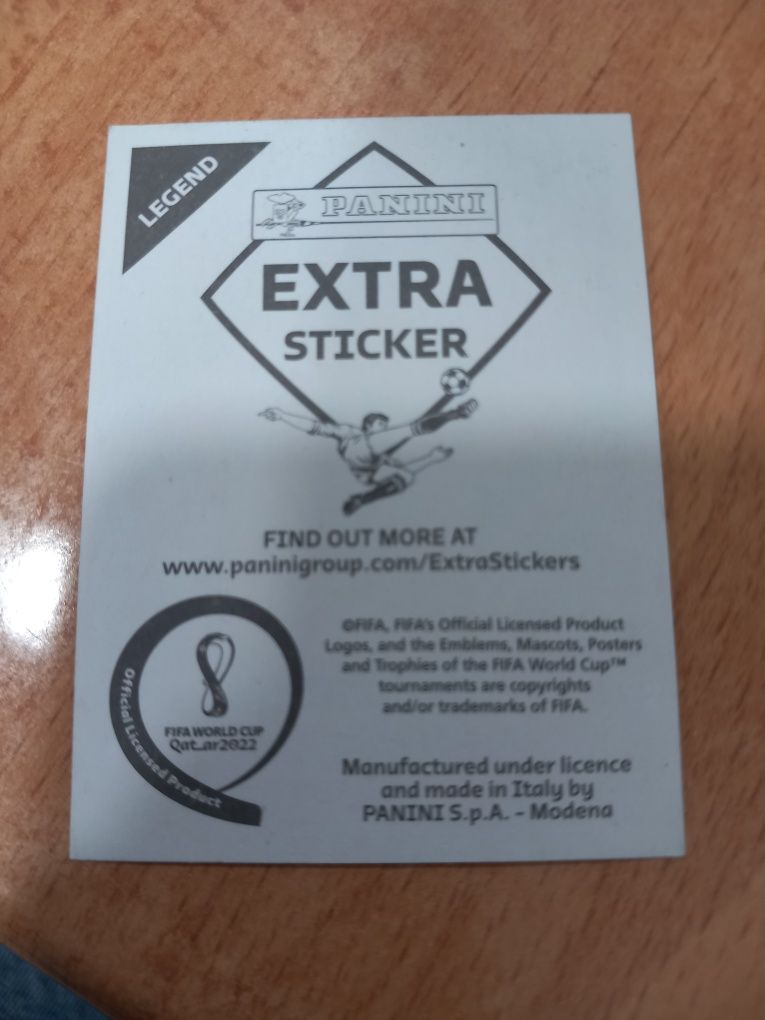 LEGEND
PANINI
EXTRA
STICKER
FIND OUT MORE AT
www.paninigroup.com/ExtraStickers
©FIFA, FIFA's Official Licensed Product
Logos, and the Emblems, Mascots, Posters
and Trophies of the FIFA World Cup™
tournaments are copyrights
and/or trademarks of FIFA.
Official Licensed Product
FIFA WORLD CUP
Qatar2022
Manufactured under licence
and made in Italy by
PANINI S.p.A. - Modena